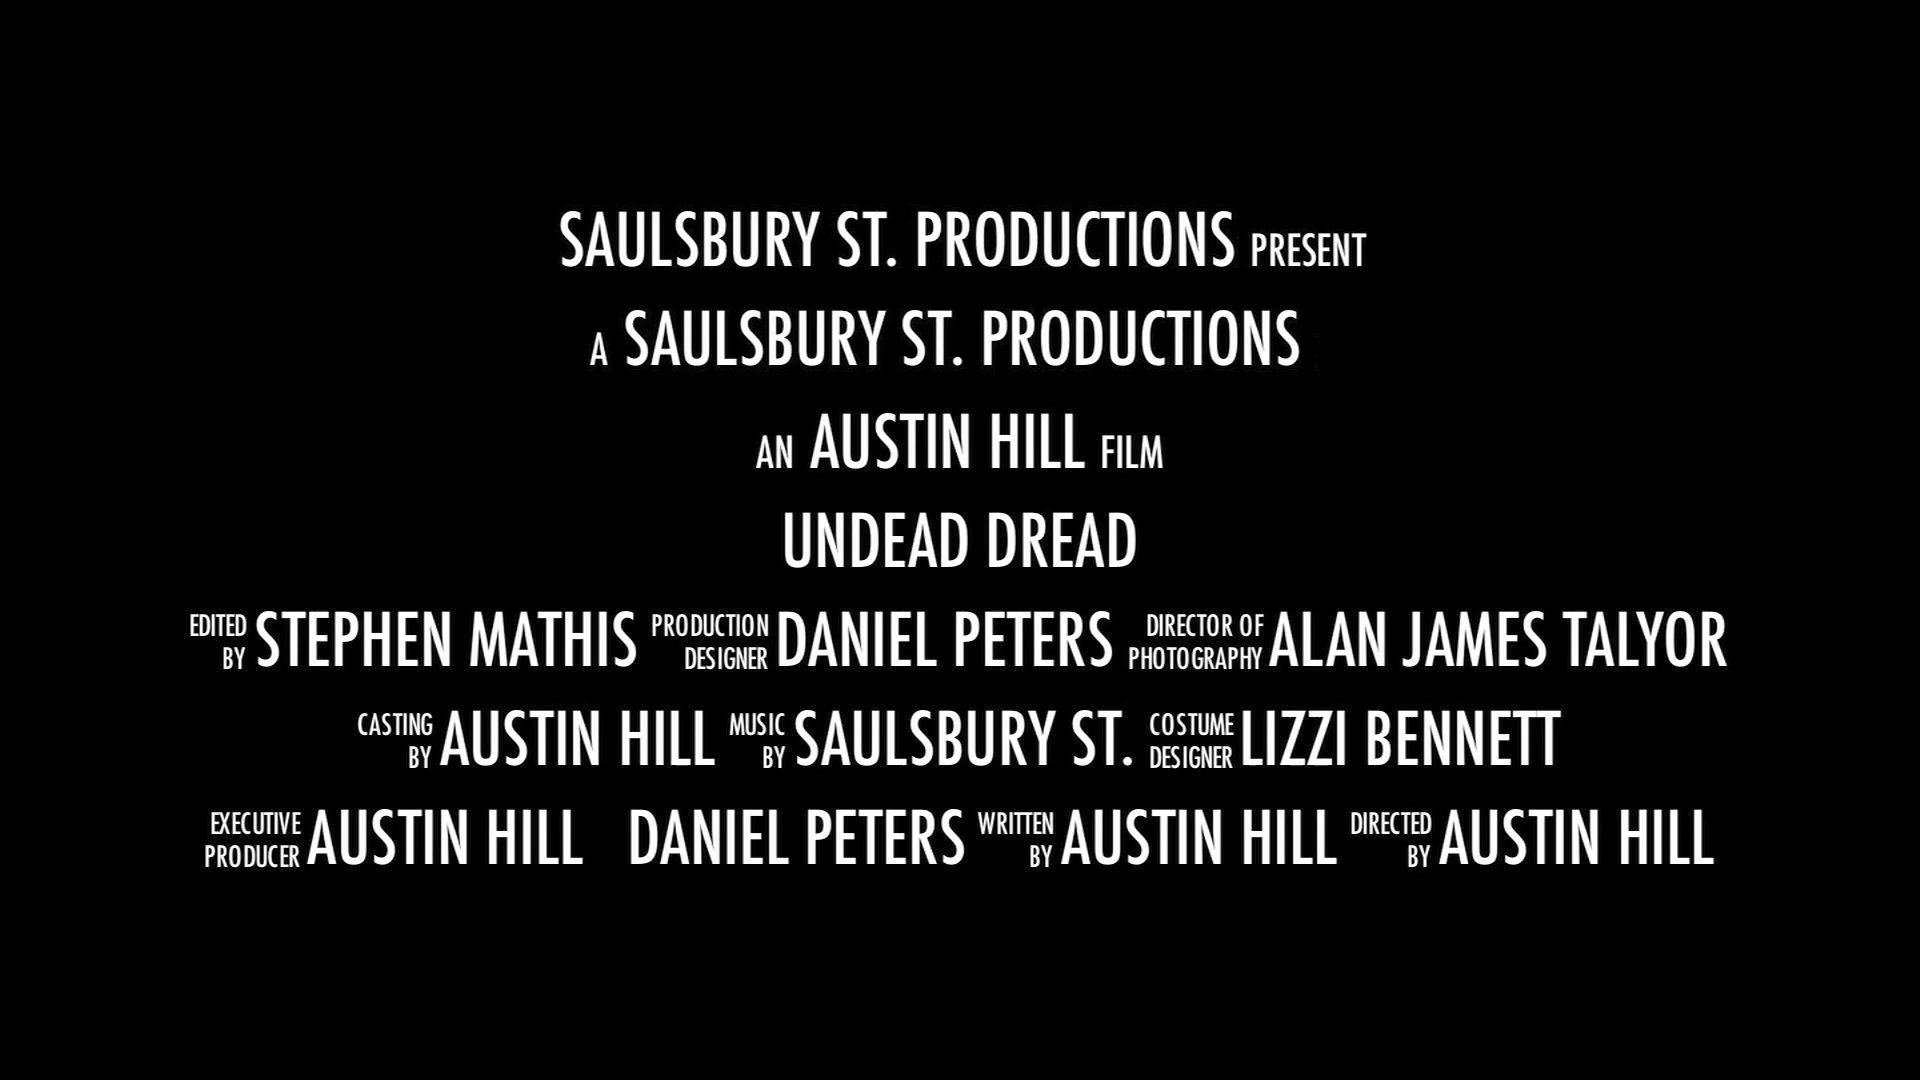 SAULSBURY ST. PRODUCTIONS PRESENT
A SAULSBURY ST. PRODUCTIONS
AN AUSTIN HILL FILM
UNDEAD DREAD
EDITED BY STEPHEN MATHIS PRODUCTION DESIGNER DANIEL PETERS DIRECTOR OF PHOTOGRAPHY ALAN JAMES TALYOR
CASTING BY AUSTIN HILL MUSIC BY SAULSBURY ST. COSTUME DESIGNER LIZZI BENNETT
EXECUTIVE PRODUCER AUSTIN HILL DANIEL PETERS WRITTEN BY AUSTIN HILL DIRECTED BY AUSTIN HILL